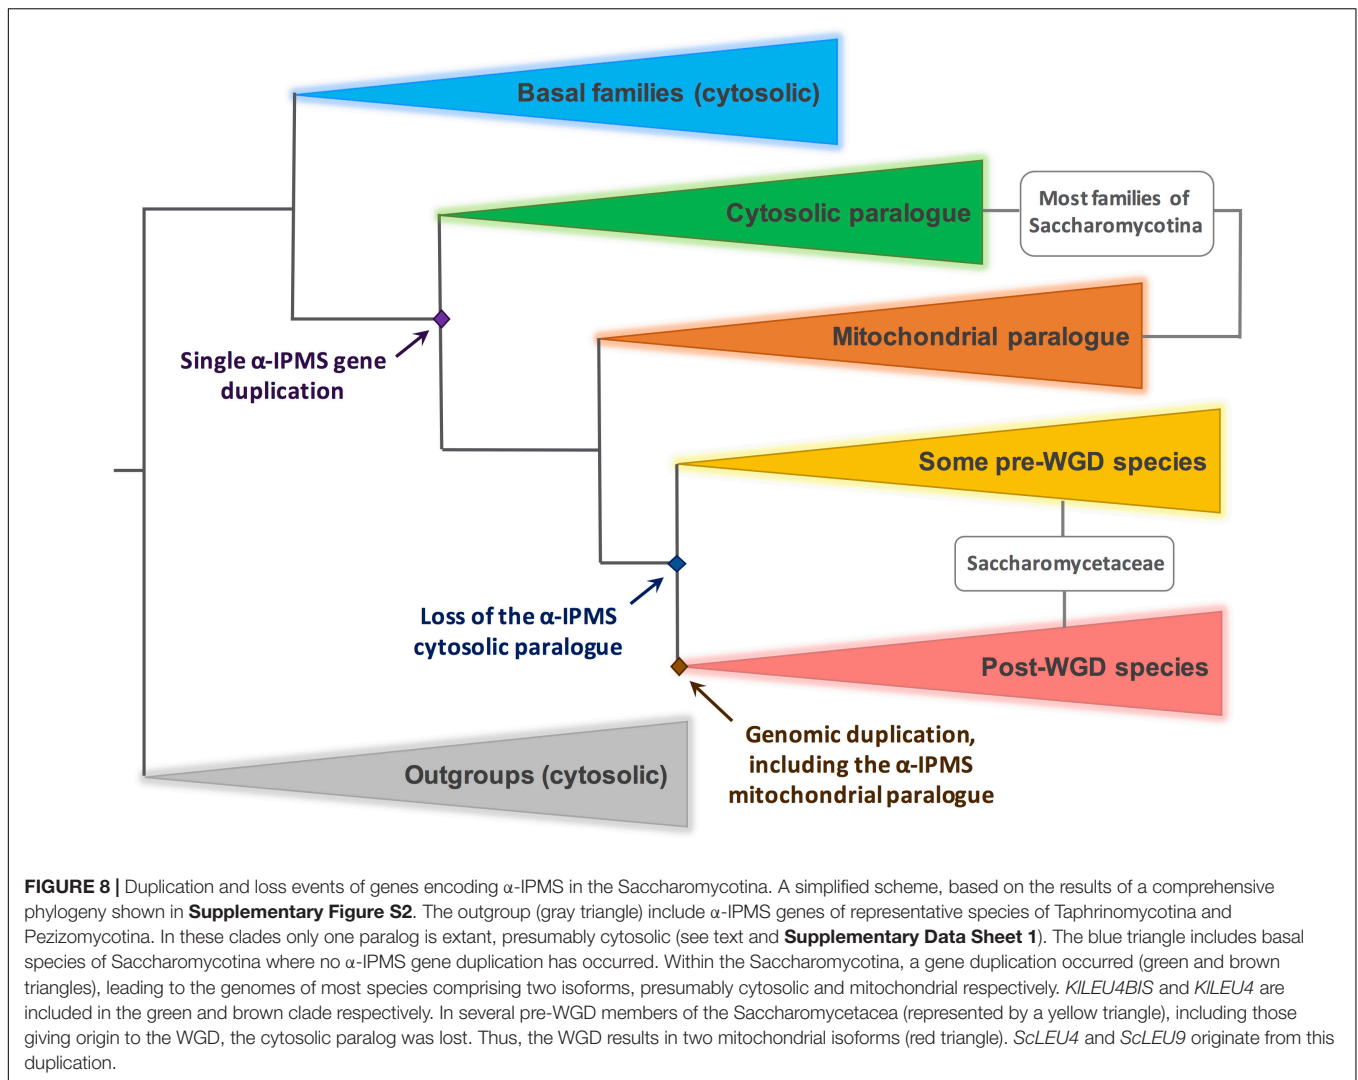 Basal families (cytosolic)
Cytosolic paralogue
Most families of
Saccharomycotina
Mitochondrial paralogue
Single α-IPMS gene
duplication
Some pre-WGD species
Saccharomycetaceae
Loss of the α-IPMS
cytosolic paralogue
Post-WGD species
Genomic duplication,
including the α-IPMS
mitochondrial paralogue
Outgroups (cytosolic)
FIGURE 8 | Duplication and loss events of genes encoding α-IPMS in the Saccharomycotina. A simplified scheme, based on the results of a comprehensive
phylogeny shown in Supplementary Figure S2. The outgroup (gray triangle) include α-IPMS genes of representative species of Taphrinomycotina and
Pezizomycotina. In these clades only one paralog is extant, presumably cytosolic (see text and Supplementary Data Sheet 1). The blue triangle includes basal
species of Saccharomycotina where no α-IPMS gene duplication has occurred. Within the Saccharomycotina, a gene duplication occurred (green and brown
triangles), leading to the genomes of most species comprising two isoforms, presumably cytosolic and mitochondrial respectively. KlLEU4BIS and KlLEU4 are
included in the green and brown clade respectively. In several pre-WGD members of the Saccharomycetacea (represented by a yellow triangle), including those
giving origin to the WGD, the cytosolic paralog was lost. Thus, the WGD results in two mitochondrial isoforms (red triangle). ScLEU4 and ScLEU9 originate from this
duplication.